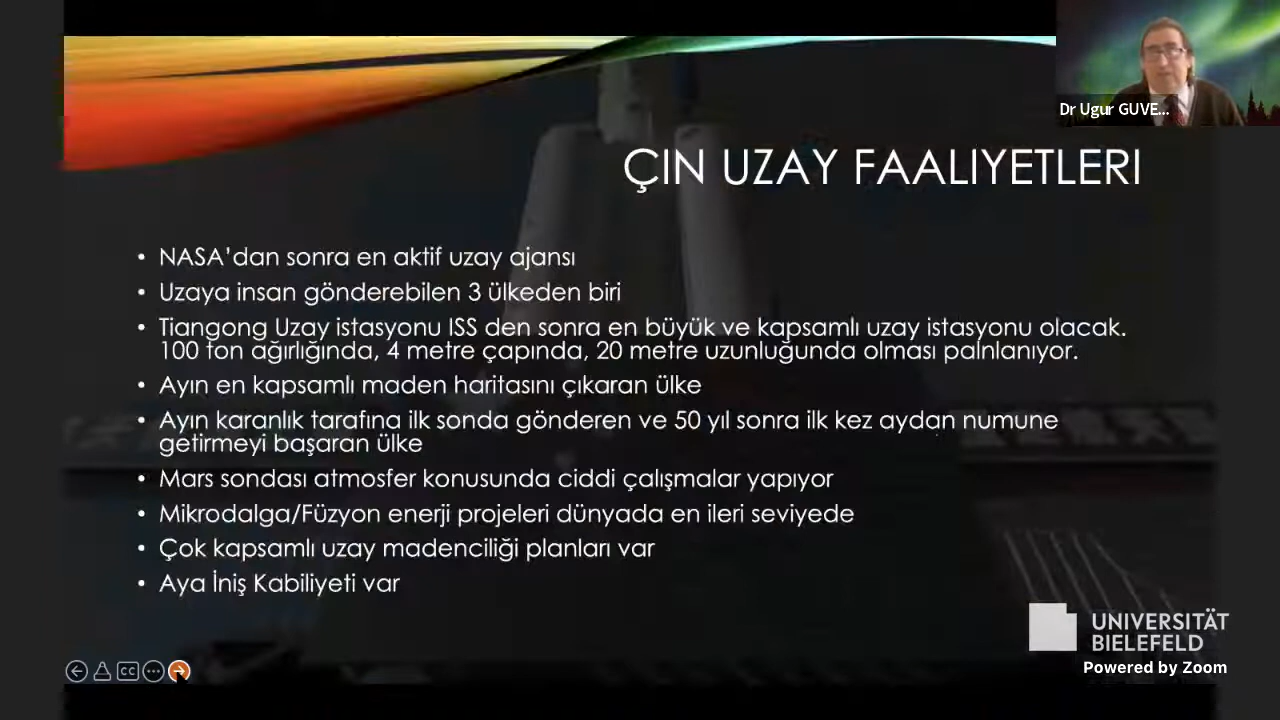 Dr Ugur GUVE...
ÇIN UZAY FAALIYETLERI
• NASA'dan sonra en aktif uzay ajansı
• Uzaya insan gönderebilen 3 ülkeden biri
• Tiangong Uzay istasyonu ISS den sonra en büyük ve kapsamlı uzay istasyonu olacak.
100 ton ağırlığında, 4 metre çapında, 20 metre uzunluğunda olması palnlanıyor.
• Ayın en kapsamlı maden haritasını çıkaran ülke
• Ayın karanlık tarafına ilk sonda gönderen ve 50 yıl sonra ilk kez aydan numune
getirmeyi başaran ülke
• Mars sondası atmosfer konusunda ciddi çalışmalar yapıyor
• Mikrodalga/Füzyon enerji projeleri dünyada en ileri seviyede
• Çok kapsamlı uzay madenciliği planları var
• Aya İniş Kabiliyeti var
UNIVERSITÄT
BIELEFELD
Powered by Zoom
CC